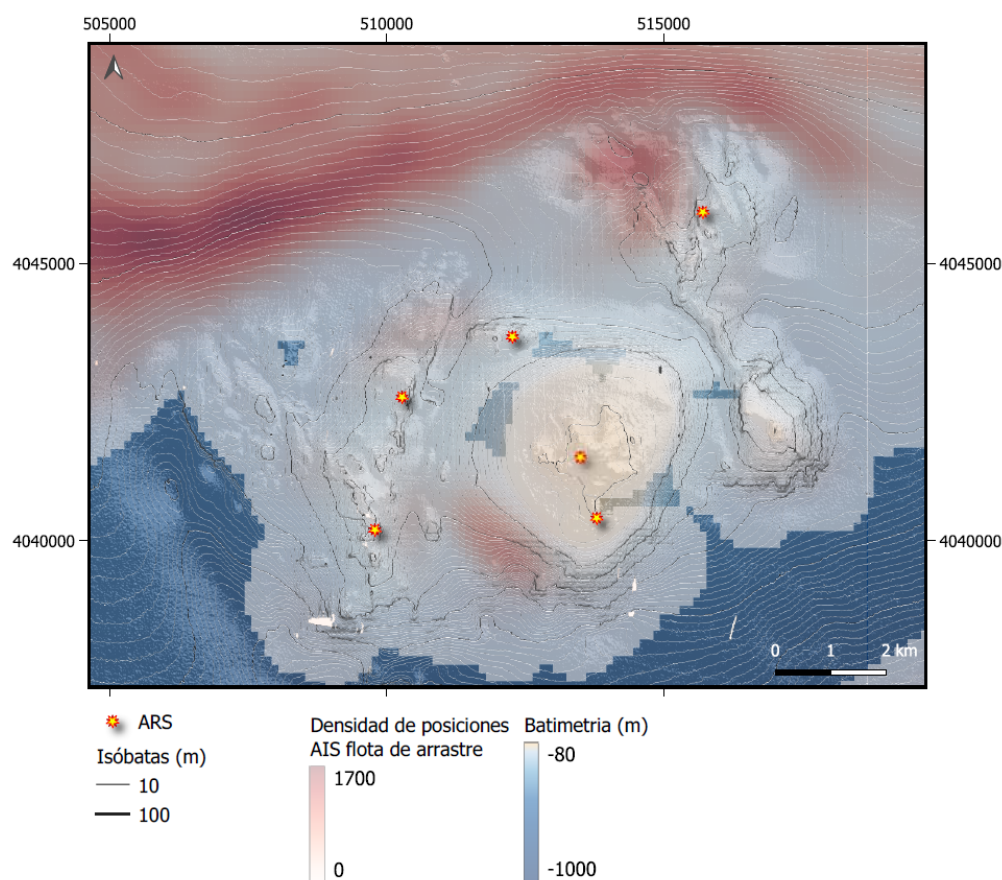 505000 510000 515000
4045000 4045000
4040000 4040000
0 1 2 km
ARS
Isóbatas (m)
10
100
Densidad de posiciones
AIS flota de arrastre
1700
0
Batimetria (m)
-80
-1000